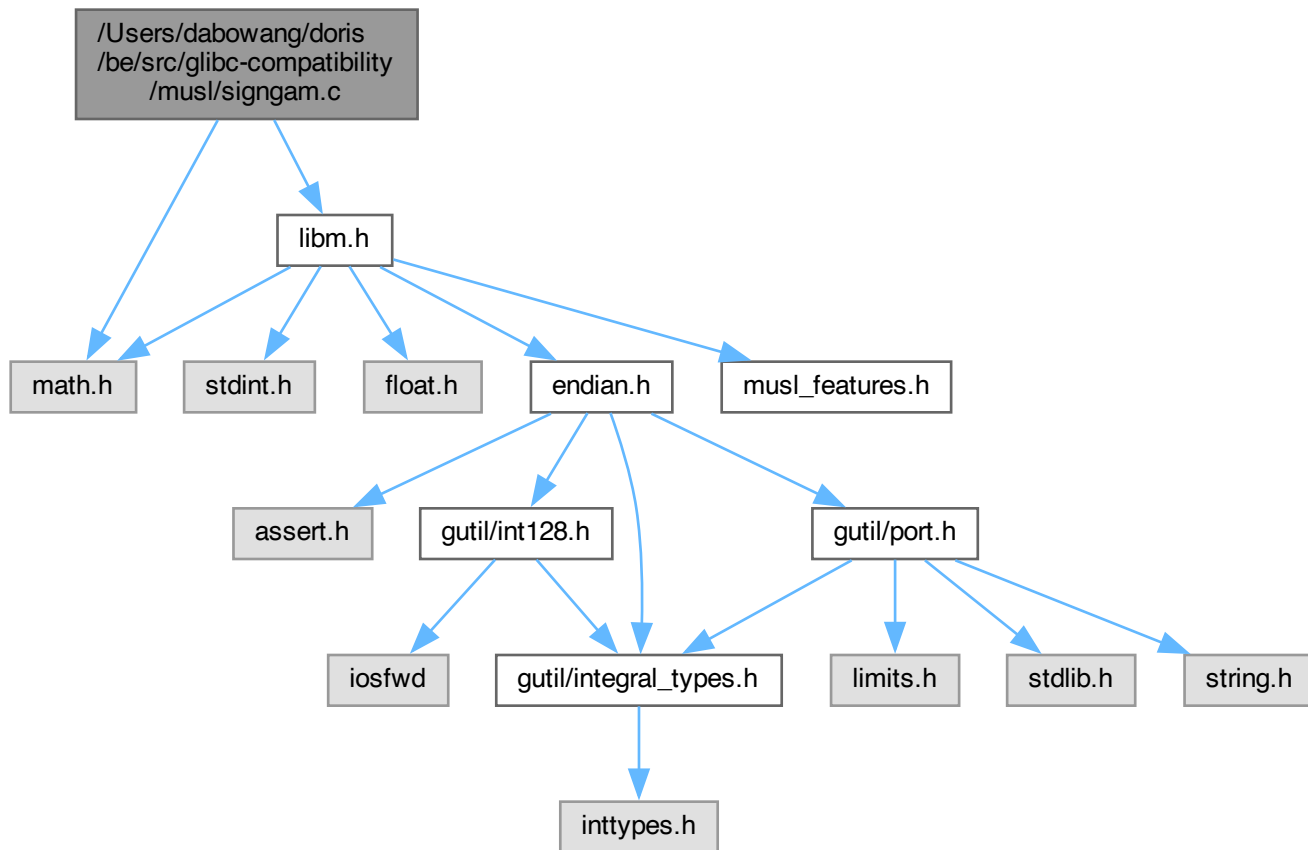 /Users/dabowang/doris
/be/src/glibc-compatibility
/musl/signgam.c
libm.h
math.h
stdint.h
float.h
endian.h
musl_features.h
assert.h
gutil/int128.h
gutil/port.h
iosfwd
gutil/integral_types.h
limits.h
stdlib.h
string.h
inttypes.h